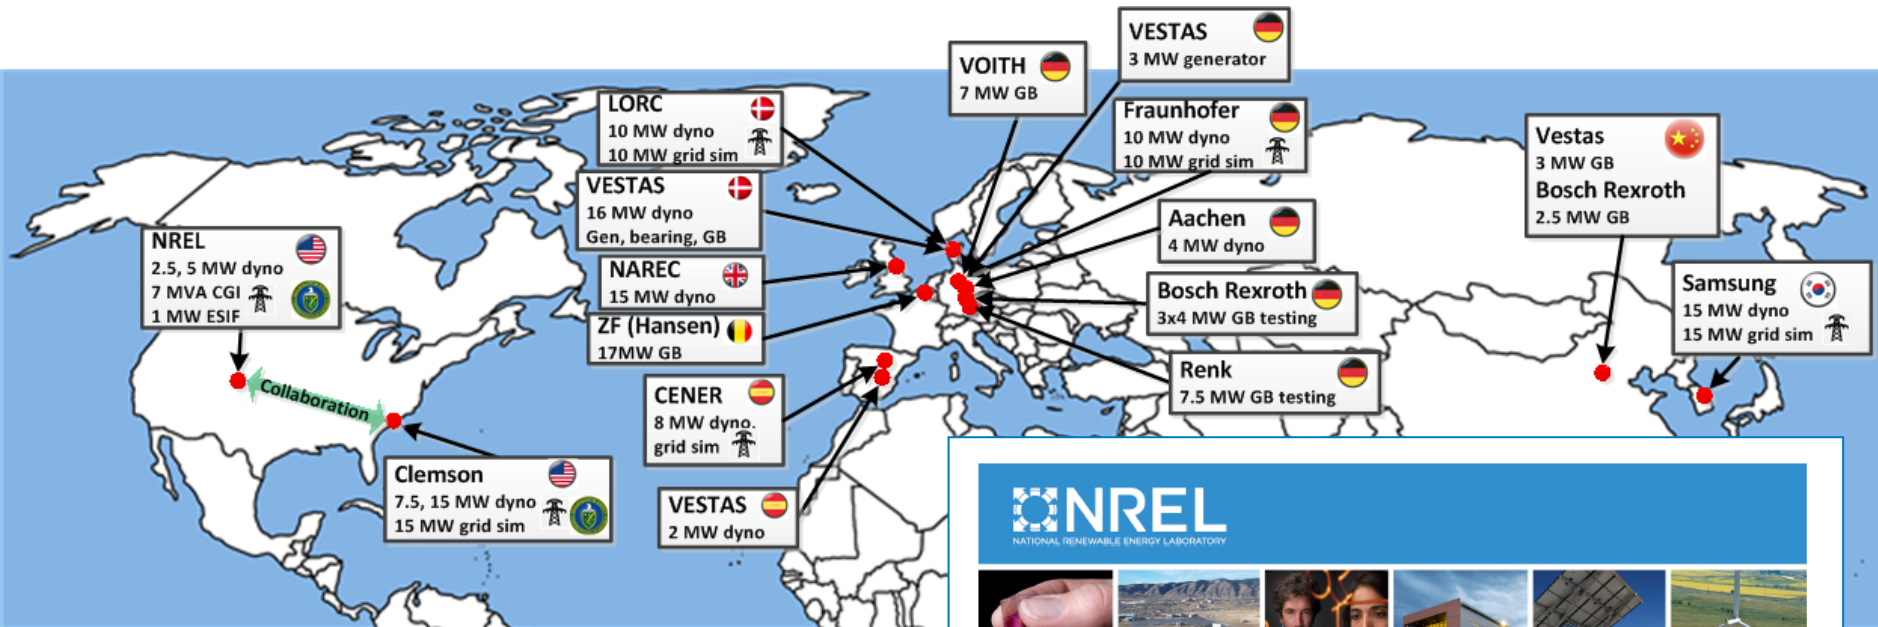 VESTAS
3 MW generator
VOITH
7 MW GB
LORC
10 MW dyno
10 MW grid sim
Fraunhofer
10 MW dyno
10 MW grid sim
Vestas
3 MW GB
Bosch Rexroth
2.5 MW GB
VESTAS
16 MW dyno
Gen, bearing, GB
Aachen
4 MW dyno
NREL
2.5, 5 MW dyno
7 MVA CGI
1 MW ESIF
NAREC
15 MW dyno
Bosch Rexroth
3x4 MW GB testing
Samsung
15 MW dyno
15 MW grid sim
ZF (Hansen)
17MW GB
Renk
7.5 MW GB testing
Collaboration
CENER
8 MW dyno.
grid sim
Clemson
7.5, 15 MW dyno
15 MW grid sim
VESTAS
2 MW dyno
NREL
NATIONAL RENEWABLE ENERGY LABORATORY